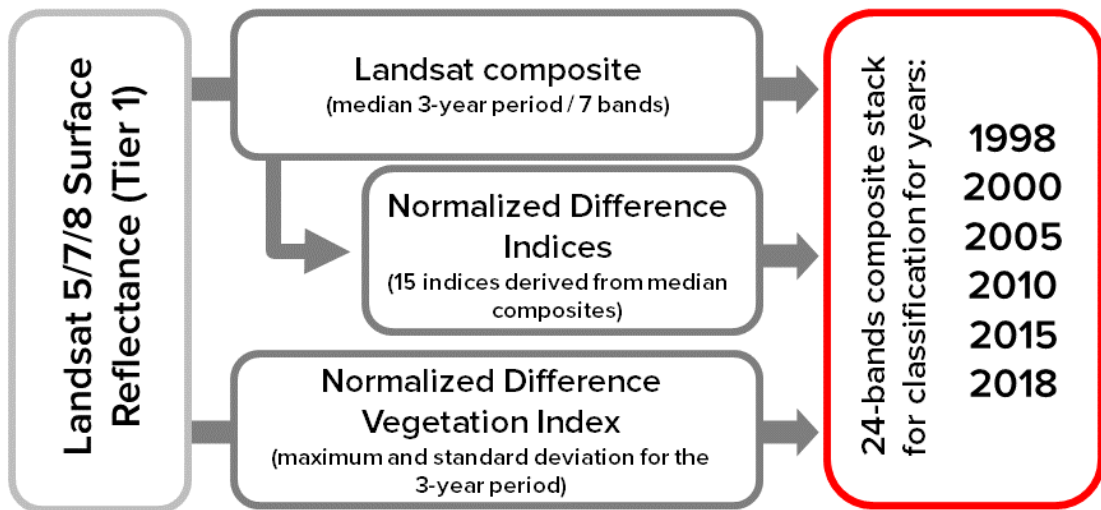 Landsat 5/7/8 Surface
Reflectance (Tier 1)
Landsat composite
(median 3-year period / 7 bands)
Normalized Difference
Indices
(15 indices derived from median
composites)
Normalized Difference
Vegetation Index
(maximum and standard deviation for the
3-year period)
24-bands composite stack
for classification for years:
1998
2000
2005
2010
2015
2018